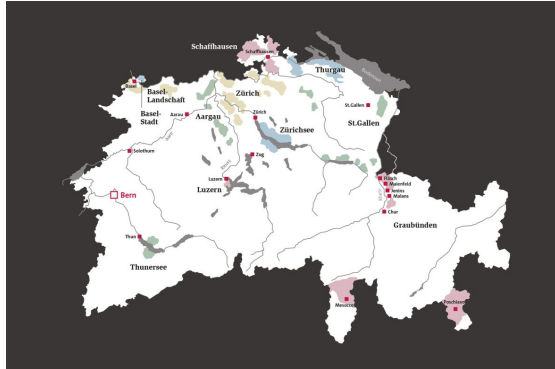 Schaffhausen
Schaffhausen
Thurgau
Bodensee
Basel
Basel-
Landschaft
Zürich
Basel-
Stadt
Aarau
Aargau
Zürich
St.Gallen
St.Gallen
Zürichsee
Solothurn
Zug
Luzern
Luzern
Fläsch
Maienfeld
Jenins
Malans
Bern
Chur
Graubünden
Thun
Thunersee
Mesocco
Poschiavo